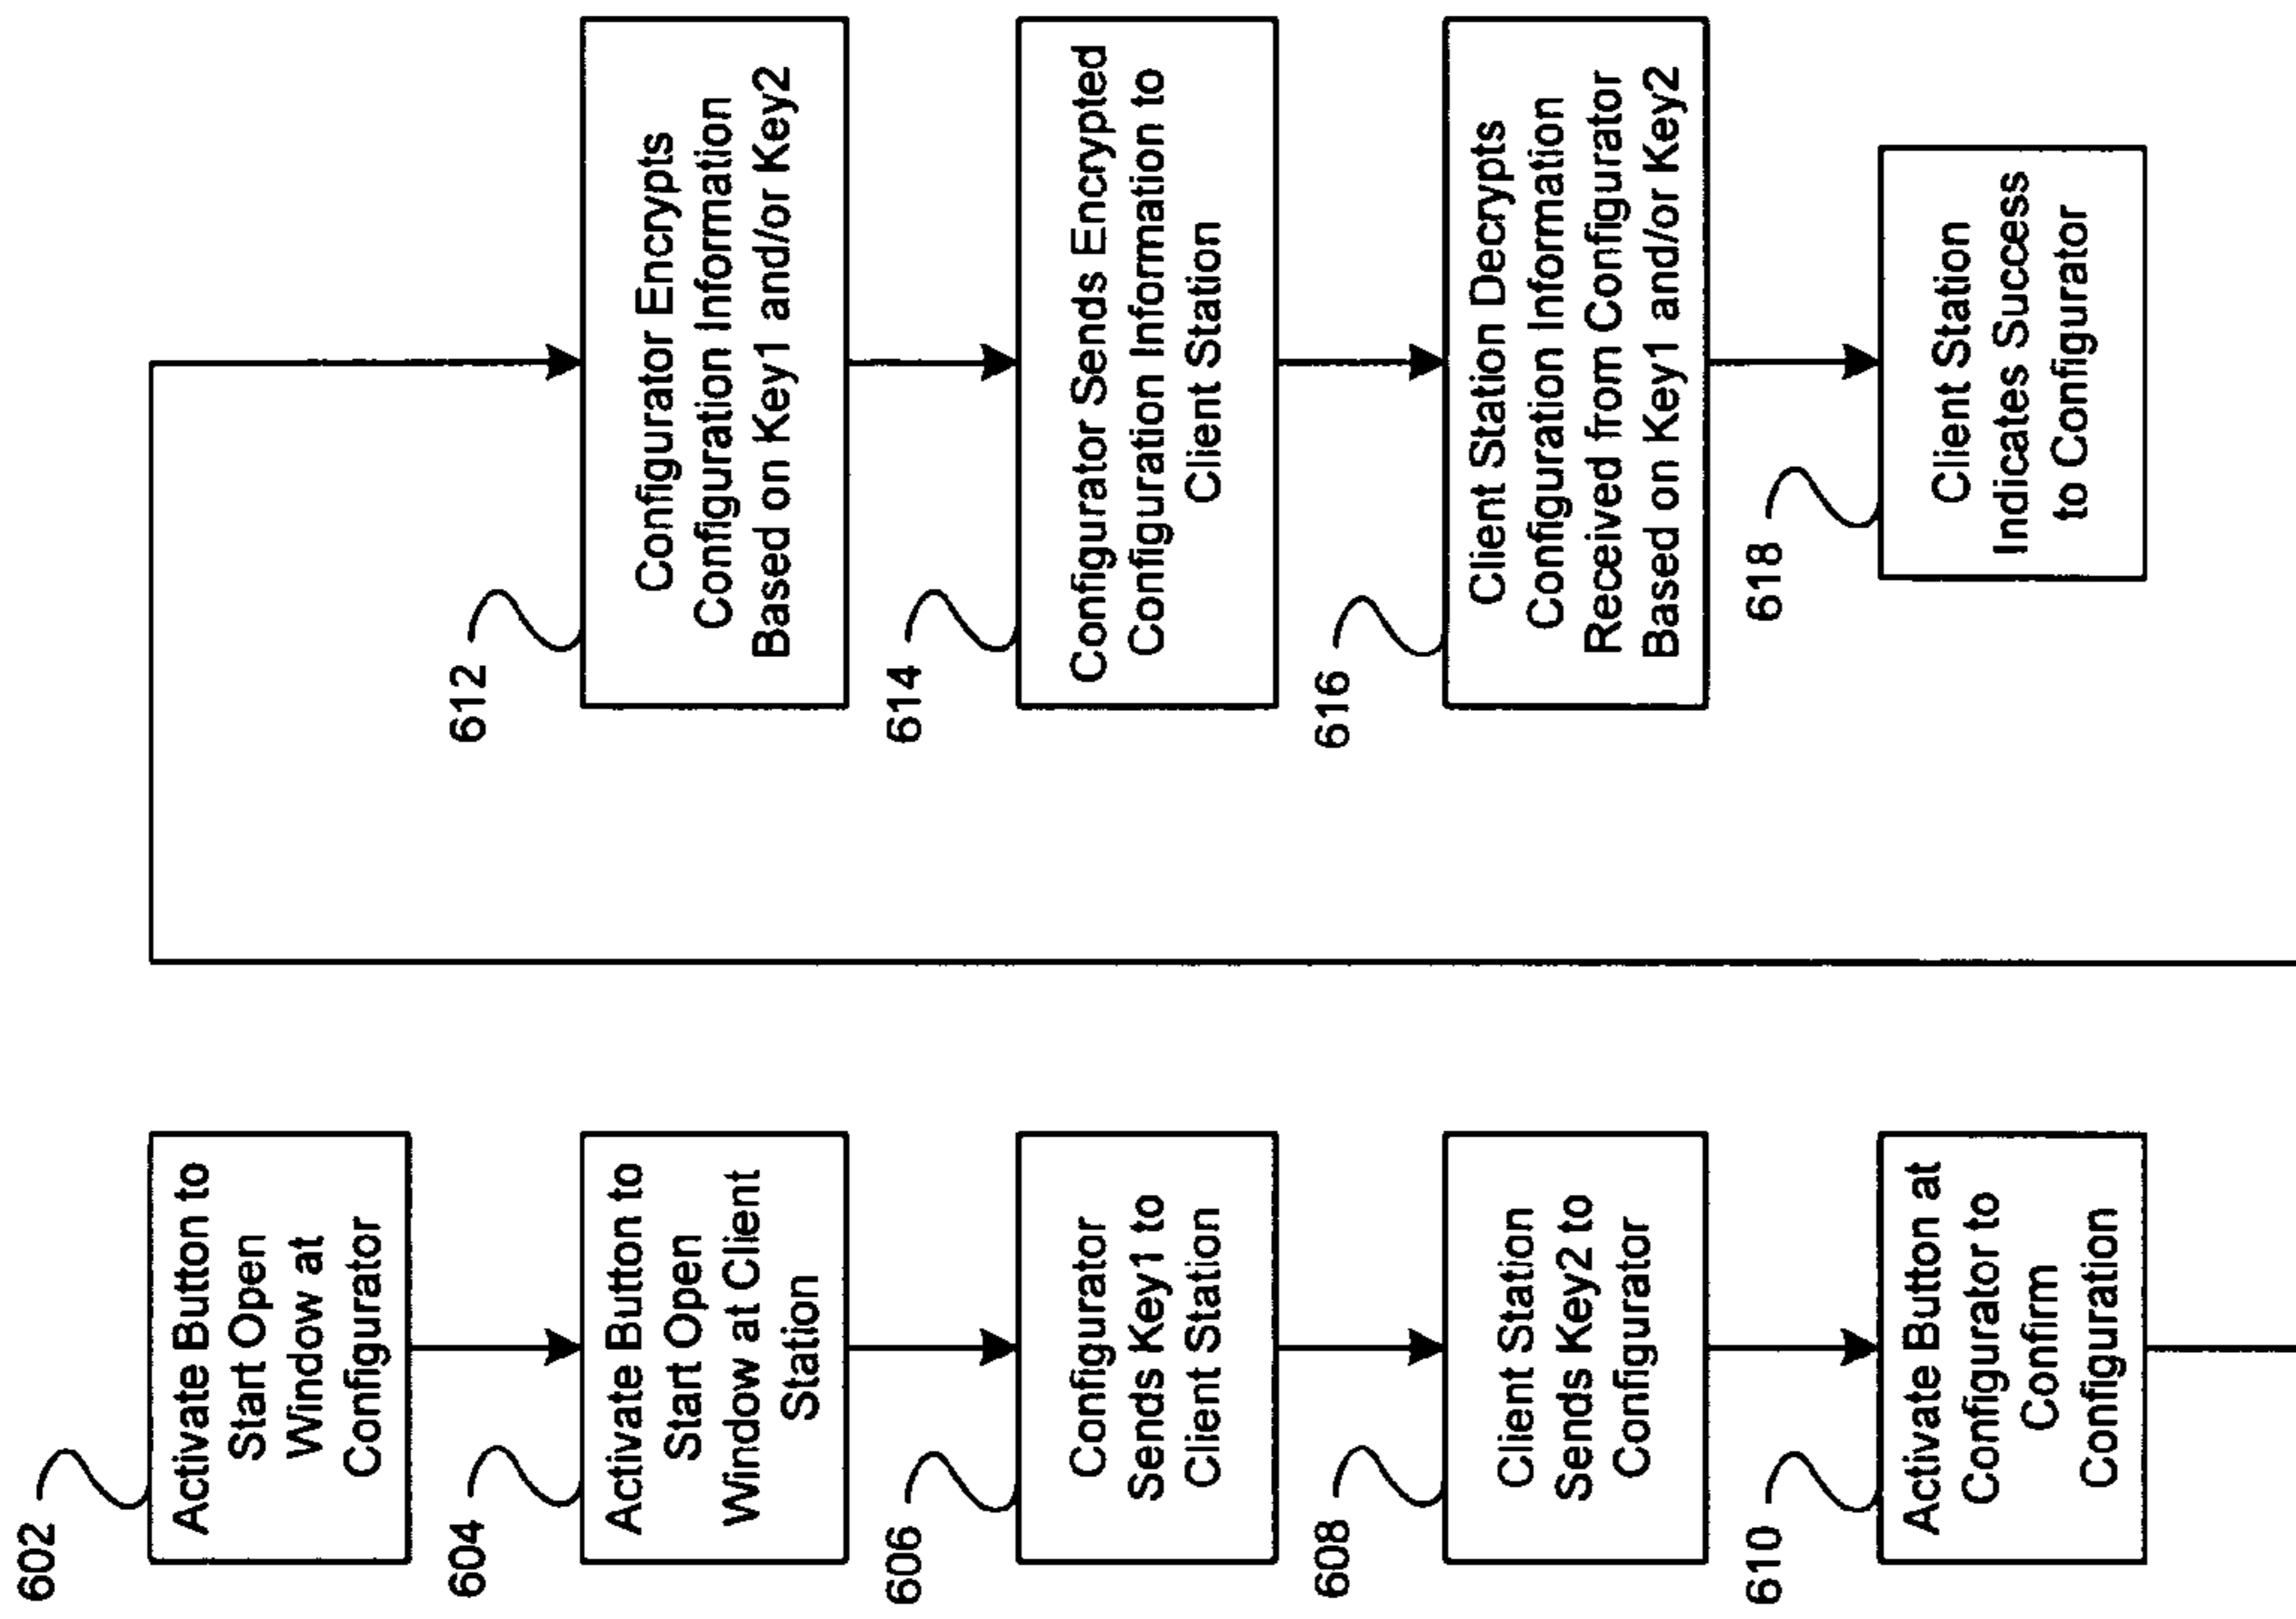 602
Activate Button to
Start Open
Window at
Configurator
604
Activate Button to
Start Open
Window at Client
Station
606
Configurator
Sends Key1 to
Client Station
608
Client Station
Sends Key2 to
Configurator
610
Activate Button at
Configurator to
Confirm
Configuration
612
Configurator Encrypts
Configuration Information
Based on Key1 and/or Key2
614
Configurator Sends Encrypted
Configuration Information to
Client Station
616
Client Station Decrypts
Configuration Information
Received from Configurator
Based on Key1 and/or Key2
618
Client Station
Indicates Success
to Configurator